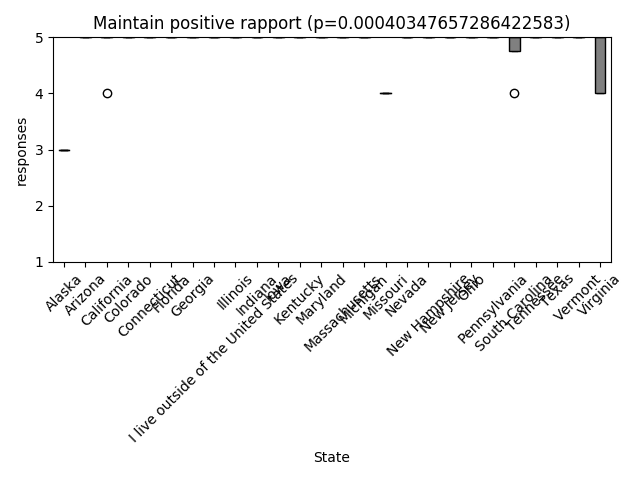 Maintain positive rapport (p=0.00040347657286422583)
responses
5
4
3
2
1
Alaska
Arizona
California
Colorado
Connecticut
Florida
Georgia
I live outside of the United States
Illinois
Indiana
Iowa
Kentucky
Maryland
Massachusetts
Michigan
Missouri
Nevada
New Hampshire
New Jersey
Ohio
Pennsylvania
South Carolina
Tennessee
Texas
Vermont
Virginia
State